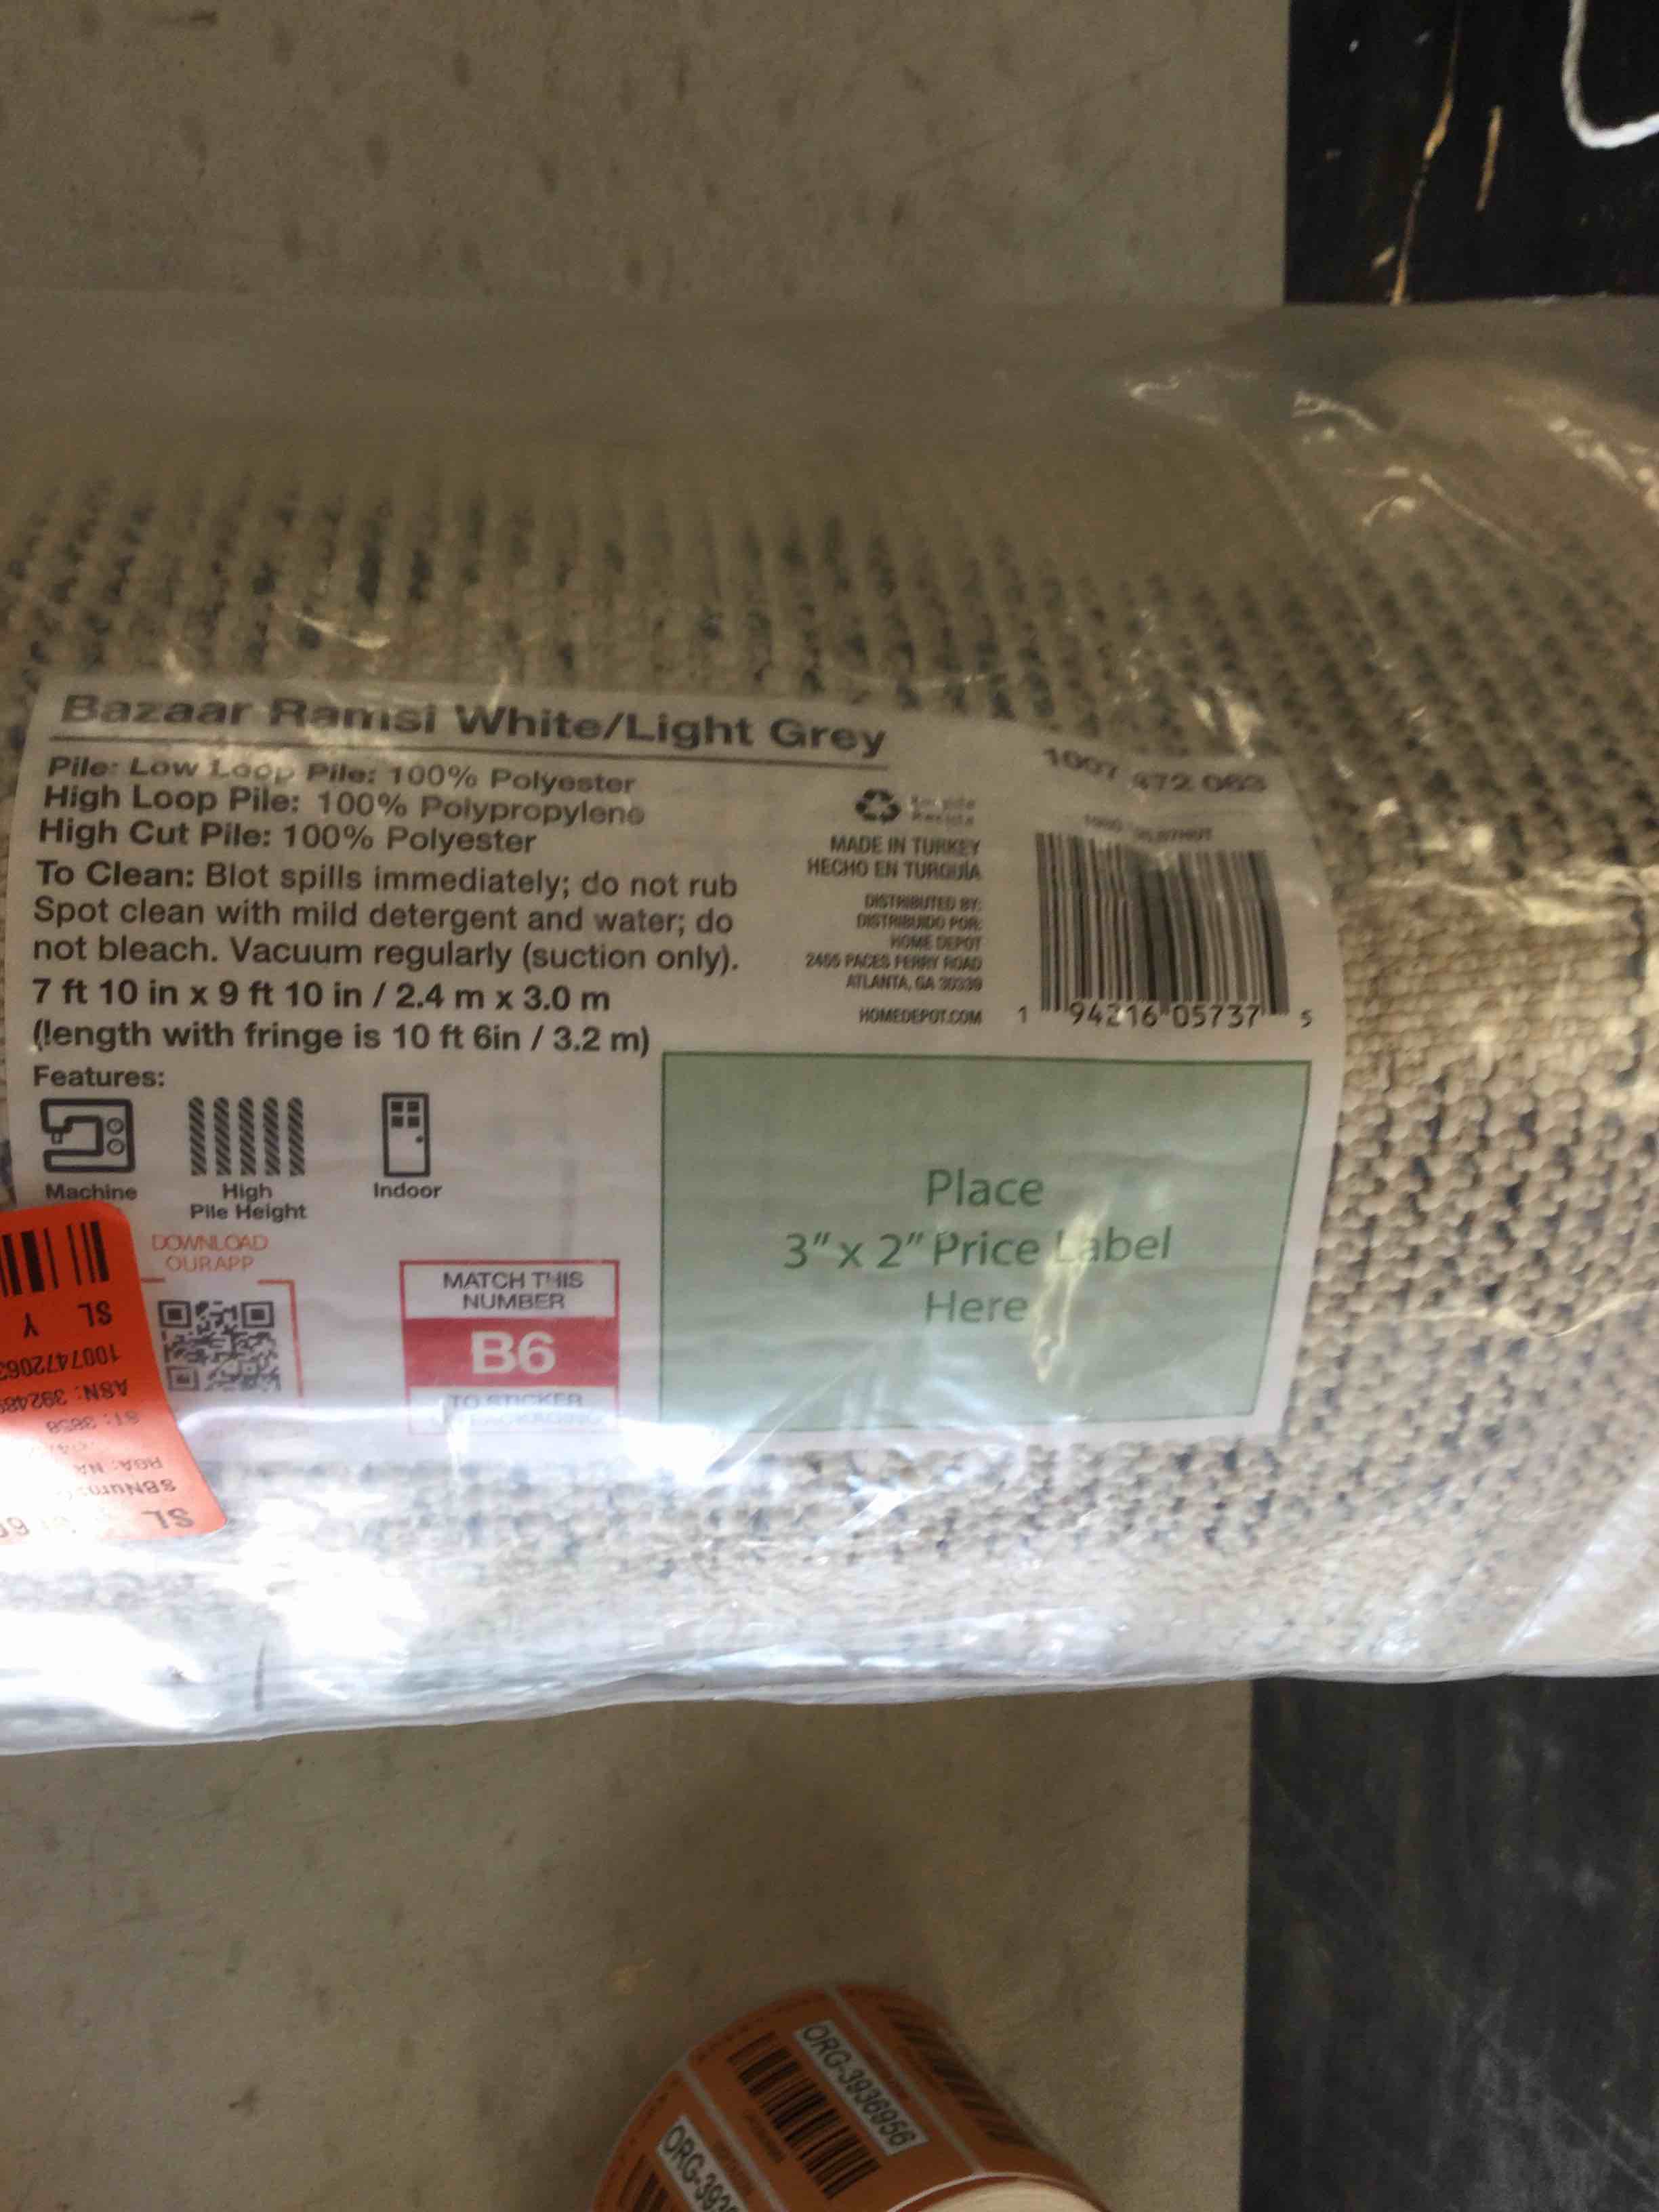 Bazaar Ramsi White/Light Grey
Pile: Low Loop Pile: 100% Polyester
High Loop Pile: 100% Polypropylene
High Cut Pile: 100% Polyester
To Clean: Blot spills immediately; do not rub
Spot clean with mild detergent and water; do
not bleach. Vacuum regularly (suction only).
7 ft 10 in x 9 ft 10 in / 2.4 m x 3.0 m
(length with fringe is 10 ft 6in / 3.2 m)
Features:
Machine
High
Pile Height
Indoor
DOWNLOAD
OUR APP
MATCH THIS
NUMBER
B6
TO STICKER
1007 472 063
MADE IN TURKEY
HECHO EN TURQUÍA
DISTRIBUTED BY:
DISTRIBUIDO POR:
HOME DEPOT
2455 PACES FERRY ROAD
ATLANTA, GA 30339
HOMEDEPOT.COM
1 94216 05737 5
Place
3" x 2" Price Label
Here
SL
RGA: NA
ST: 3858
ASN: 392489
1007472063
SL Y
ORG-3936956